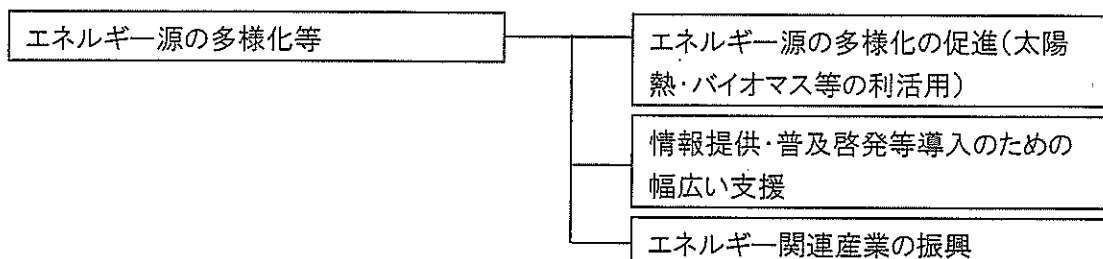 エネルギー源の多様化等
エネルギー源の多様化の促進(太陽
熱・バイオマス等の利活用)
情報提供・普及啓発等導入のための
幅広い支援
エネルギー関連産業の振興